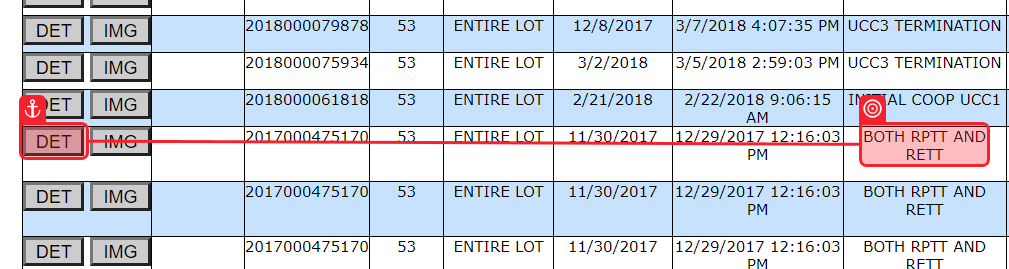 DET IMG 2018000079878 53 ENTIRE LOT 12/8/2017 3/7/2018 4:07:35 PM UCC3 TERMINATION
DET IMG 2018000075934 53 ENTIRE LOT 3/2/2018 3/5/2018 2:59:03 PM UCC3 TERMINATION
DET IMG 2018000061818 53 ENTIRE LOT 2/21/2018 2/22/2018 9:06:15 INITIAL COOP UCC1
AM
DET IMG 2017000475170 53 ENTIRE LOT 11/30/2017 12/29/2017 12:16:03 BOTH RPTT AND
PM RETT
DET IMG 2017000475170 53 ENTIRE LOT 11/30/2017 12/29/2017 12:16:03 BOTH RPTT AND
PM RETT
DET IMG 2017000475170 53 ENTIRE LOT 11/30/2017 12/29/2017 12:16:03 BOTH RPTT AND
PM RETT